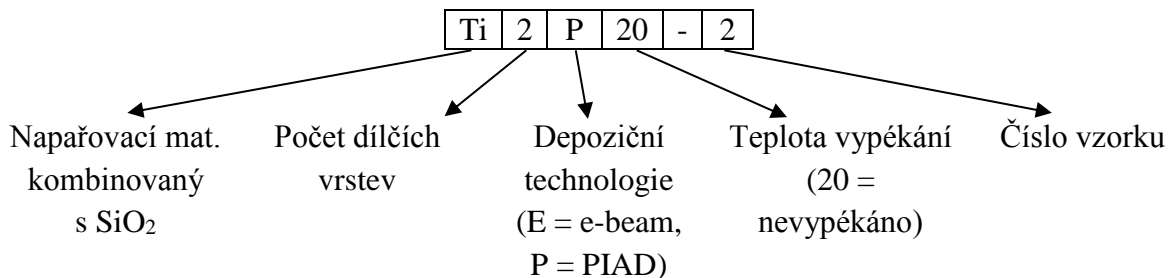 Ti 2 P 20 - 2
Napařovací mat. kombinovaný s SiO₂
Počet dílčích vrstev
Depoziční technologie (E = e-beam, P = PIAD)
Teplota vypékání (20 = nevypékáno)
Číslo vzorku